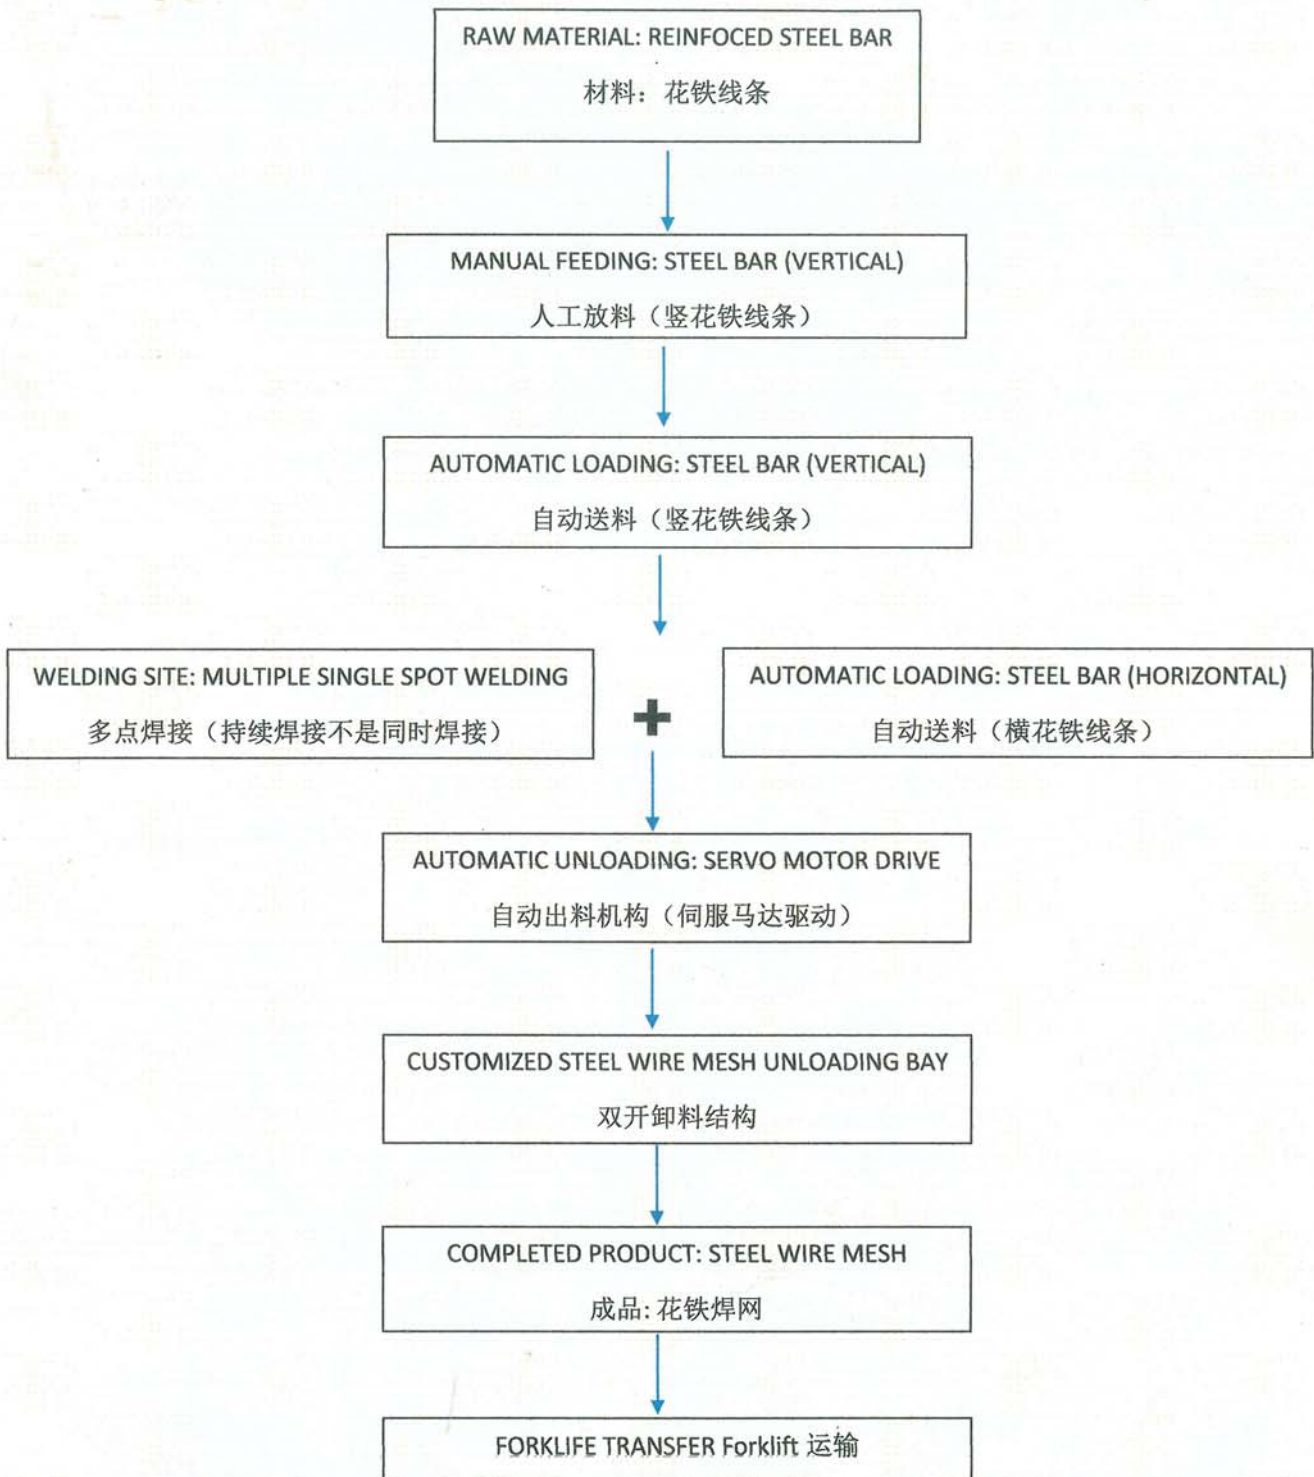 RAW MATERIAL: REINFOCED STEEL BAR
材料：花铁线条
MANUAL FEEDING: STEEL BAR (VERTICAL)
人工放料（竖花铁线条）
AUTOMATIC LOADING: STEEL BAR (VERTICAL)
自动送料（竖花铁线条）
WELDING SITE: MULTIPLE SINGLE SPOT WELDING
多点焊接（持续焊接不是同时焊接）
AUTOMATIC LOADING: STEEL BAR (HORIZONTAL)
自动送料（横花铁线条）
AUTOMATIC UNLOADING: SERVO MOTOR DRIVE
自动出料机构（伺服马达驱动）
CUSTOMIZED STEEL WIRE MESH UNLOADING BAY
双开卸料结构
COMPLETED PRODUCT: STEEL WIRE MESH
成品: 花铁焊网
FORKLIFE TRANSFER Forklift 运输